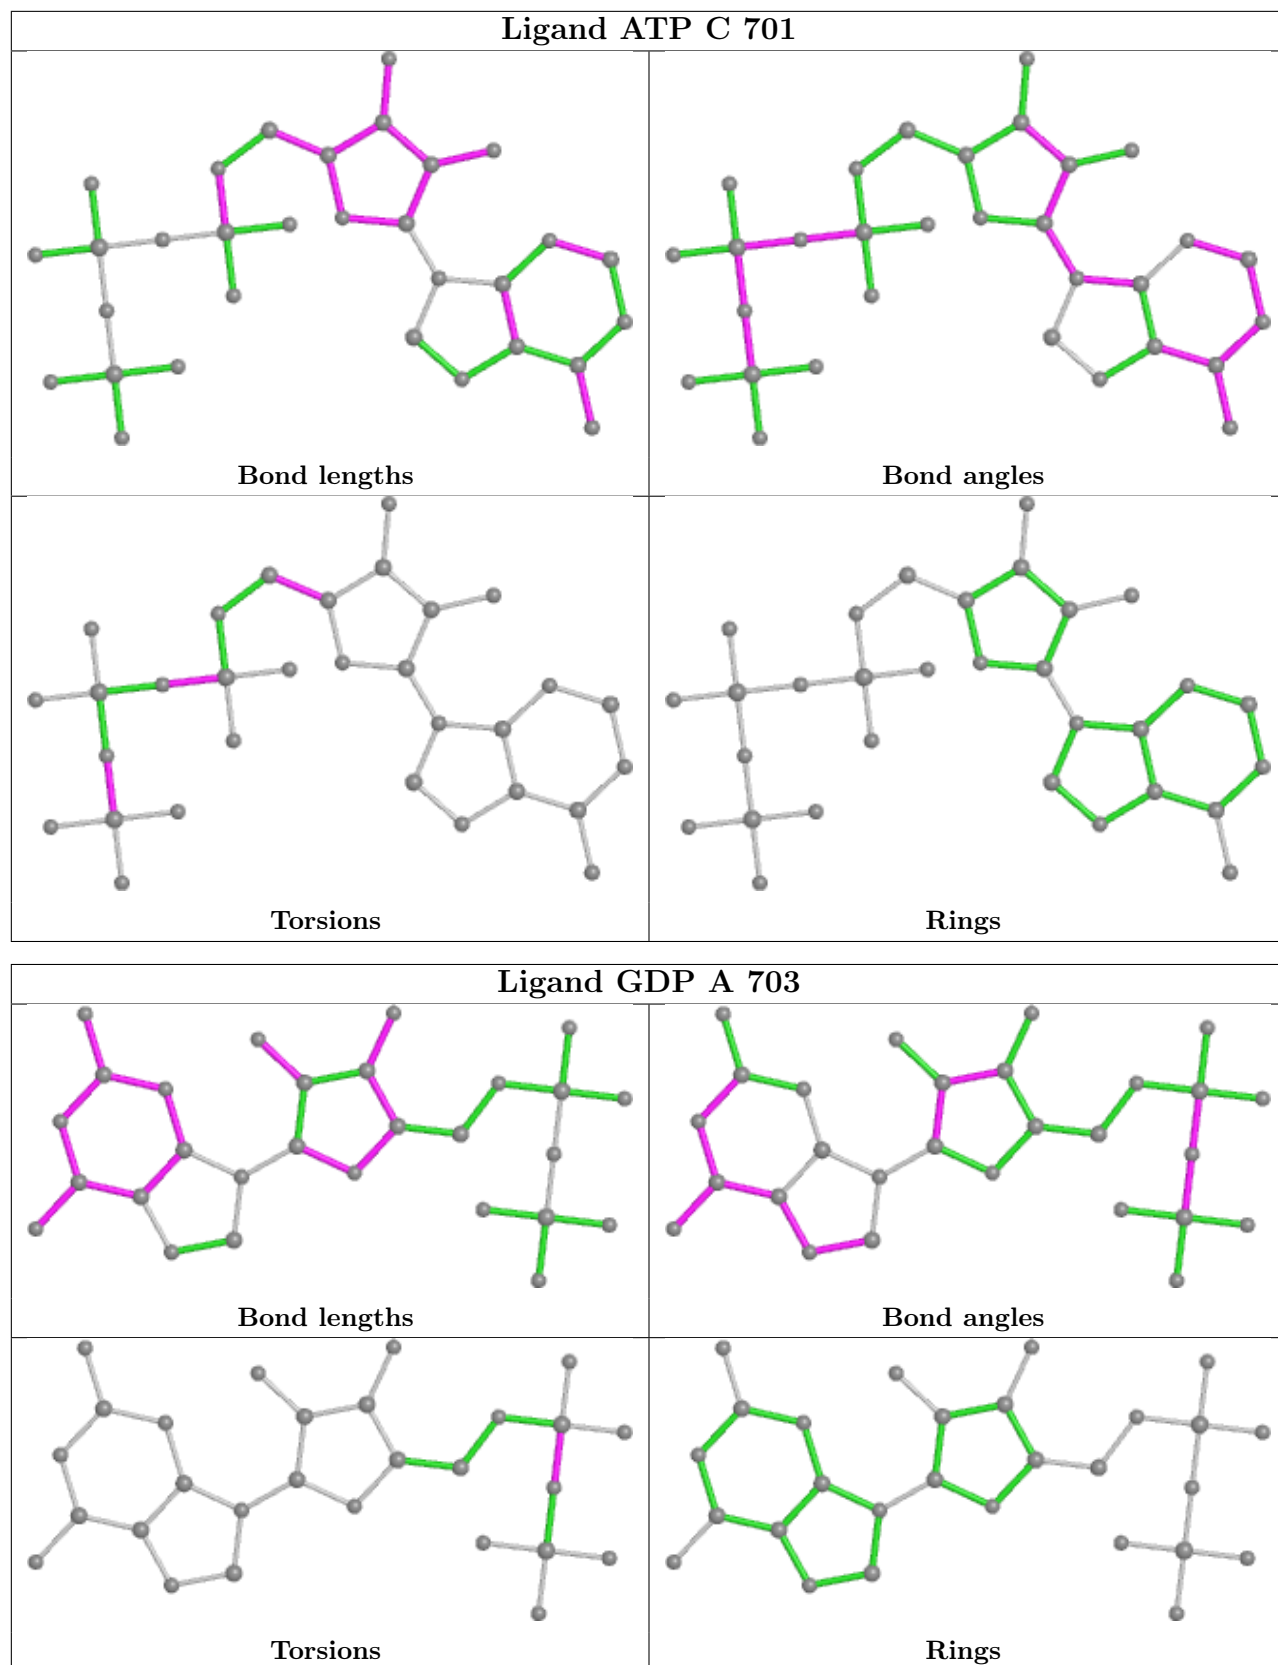 Ligand ATP C 701
Bond lengths
Bond angles
Torsions
Rings
Ligand GDP A 703
Bond lengths
Bond angles
Torsions
Rings